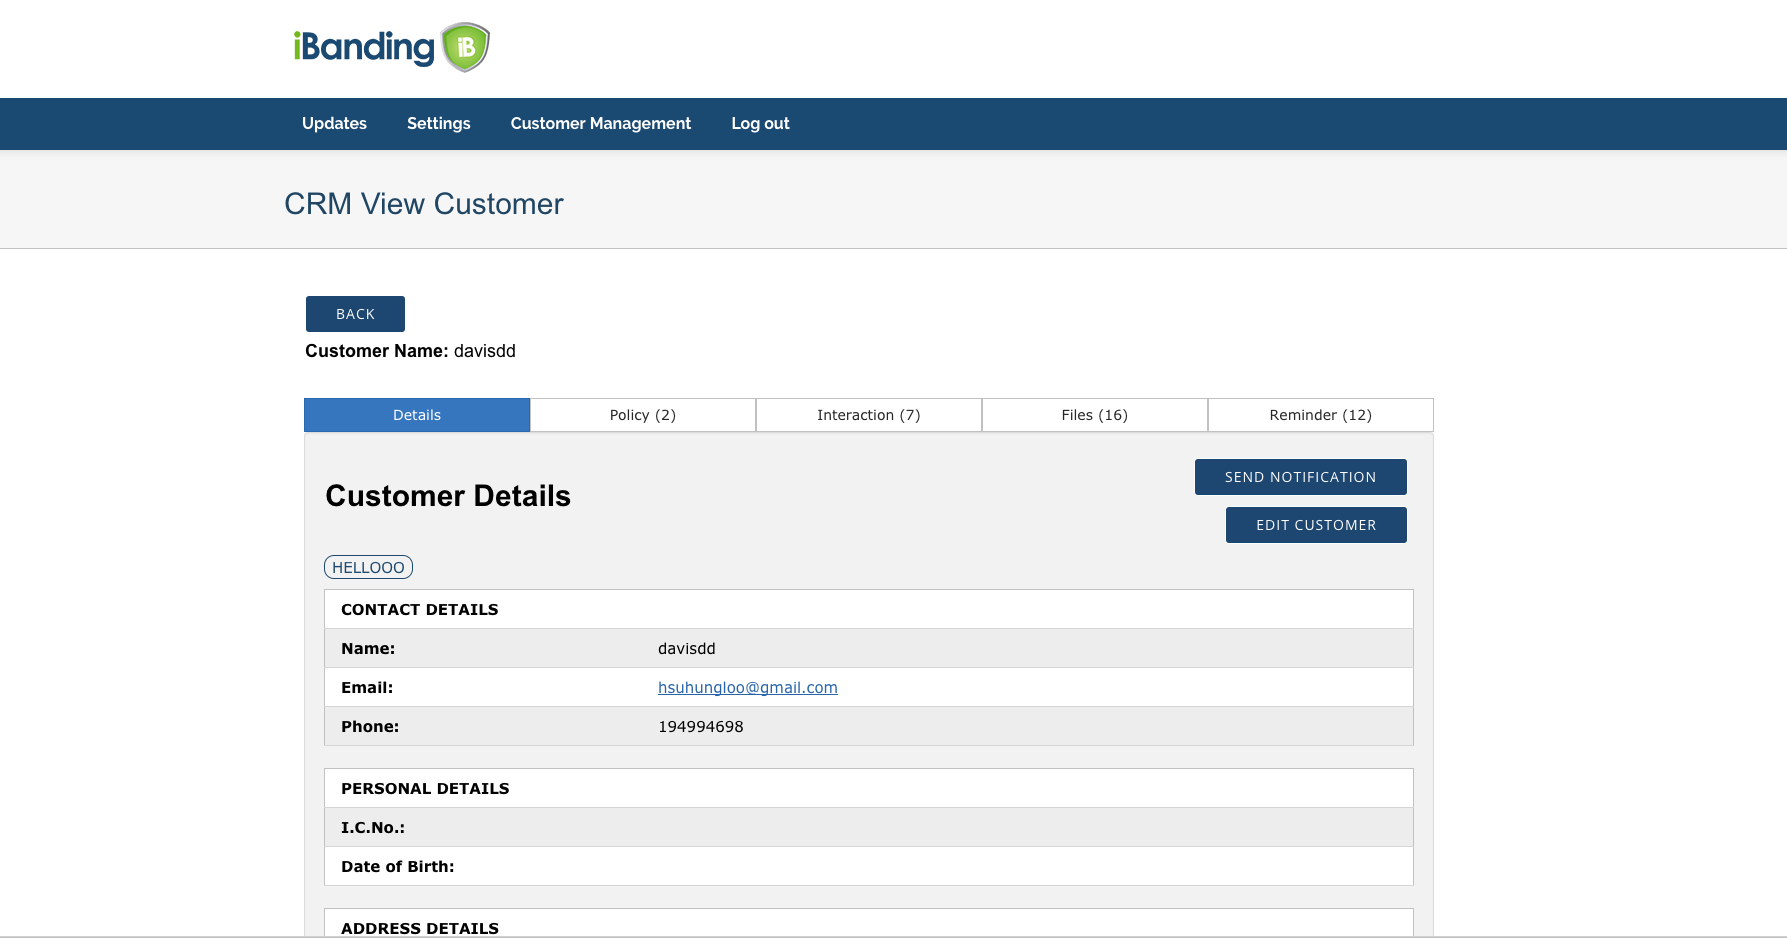 iBanding iB
Updates Settings Customer Management Log out
CRM View Customer
BACK
Customer Name: davisdd
Details Policy (2) Interaction (7) Files (16) Reminder (12)
SEND NOTIFICATION
Customer Details
EDIT CUSTOMER
HELLOOO
CONTACT DETAILS
Name: davisdd
Email: hsuhungloo@gmail.com
Phone: 194994698
PERSONAL DETAILS
I.C.No.:
Date of Birth:
ADDRESS DETAILS